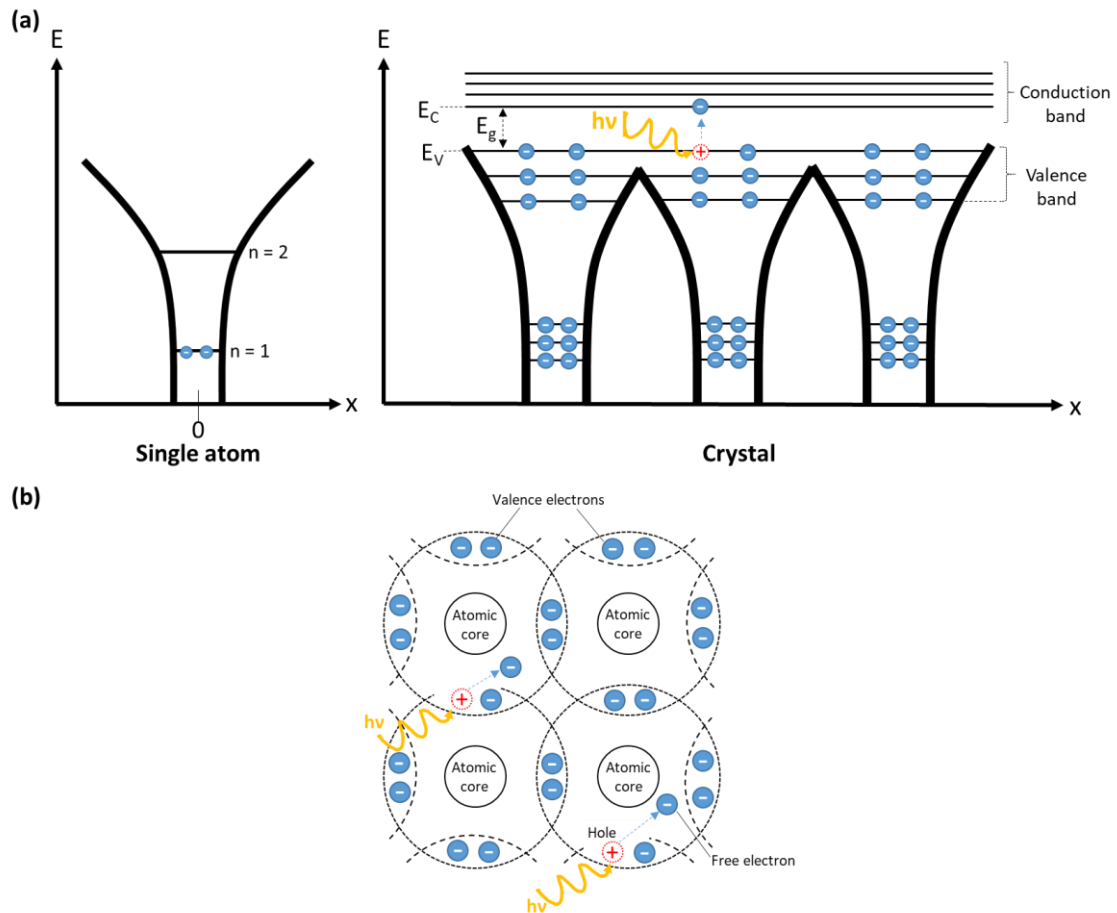 (a)
E
n = 2
n = 1
0
x
Single atom
E
E_C
E_g
hν
E_V
Conduction
band
Valence
band
x
Crystal
(b)
Valence electrons
Atomic
core
Atomic
core
hν
Atomic
core
Atomic
core
Hole
Free electron
hν
- - - - - - - - - - - - - - - - - - - - - - - - - - - - - - - - - - - - - - - - - - - - - - - - - - - - - - - - - -
+ + +